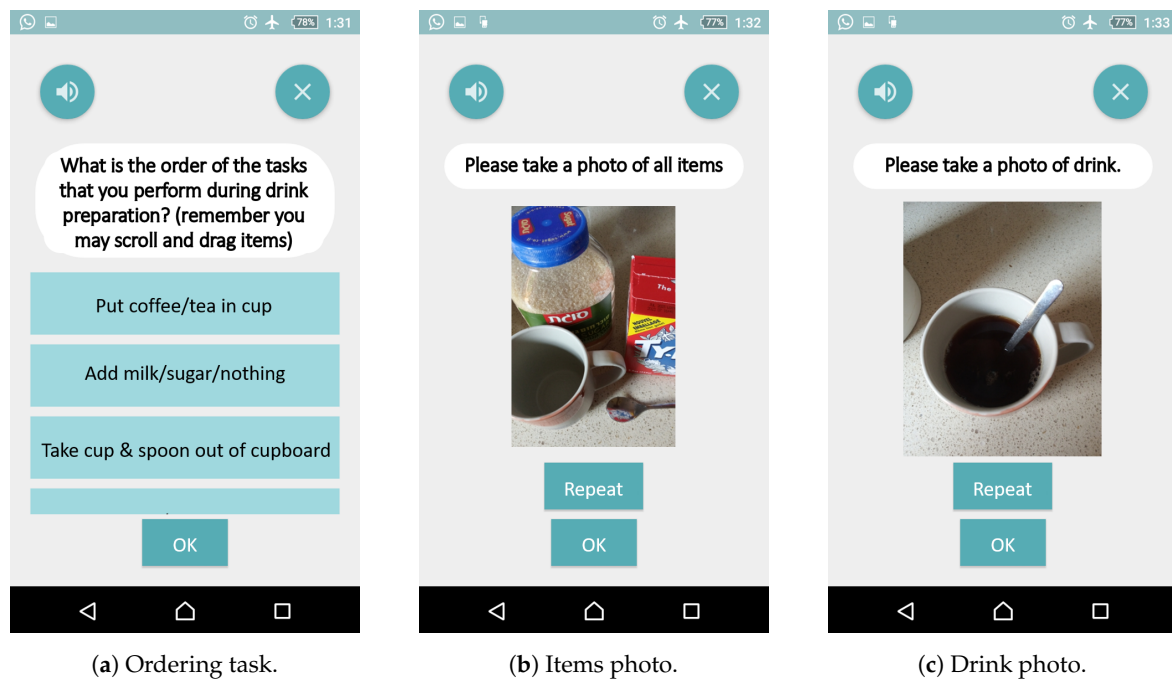 78% 1:31
What is the order of the tasks
that you perform during drink
preparation? (remember you
may scroll and drag items)
Put coffee/tea in cup
Add milk/sugar/nothing
Take cup & spoon out of cupboard
OK
(a) Ordering task.
77% 1:32
Please take a photo of all items
The
NOUVEL
EMBALLAGE
Repeat
OK
(b) Items photo.
77% 1:33
Please take a photo of drink.
Repeat
OK
(c) Drink photo.